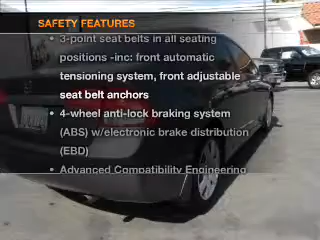 SAFETY FEATURES
• 3-point seat belts in all seating
positions -inc: front automatic
tensioning system, front adjustable
seat belt anchors
• 4-wheel anti-lock braking system
(ABS) w/electronic brake distribution
(EBD)
• Advanced Compatibility Engineering